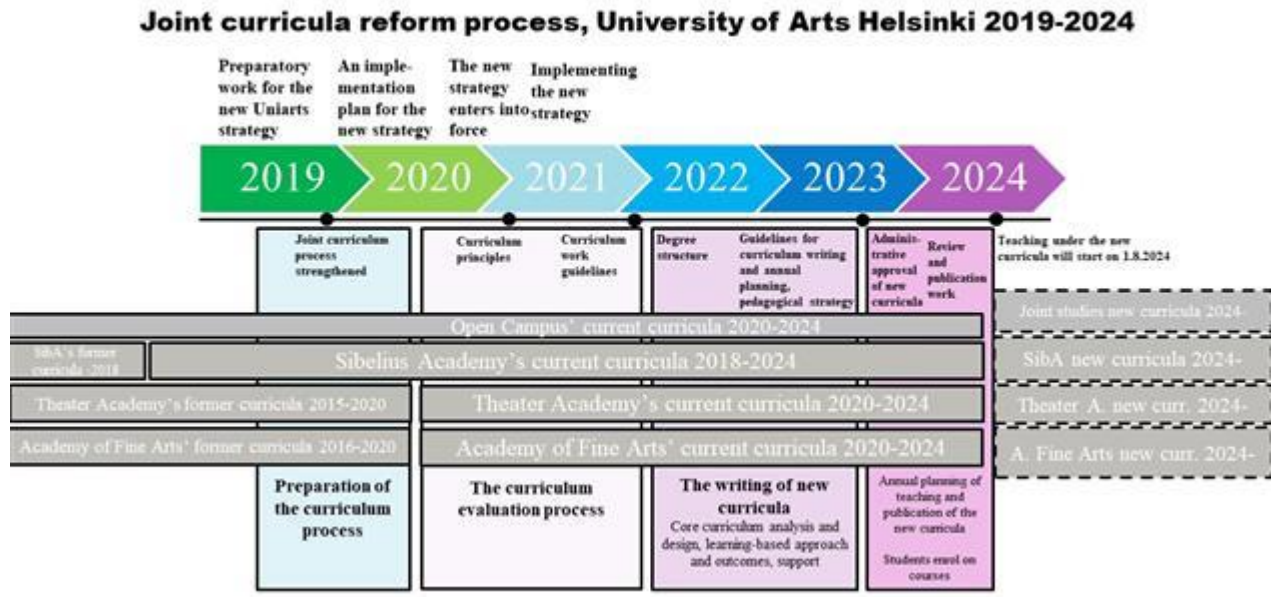 Joint curricula reform process, University of Arts Helsinki 2019-2024
Preparatory
work for the
new Uniarts
strategy
An imple-
mentation
plan for the
new strategy
The new
strategy
enters into
force
Implementing
the new
strategy
2019
2020
2021
2022
2023
2024
Joint curriculum
process
strengthened
Curriculum
principles
Curriculum
work
guidelines
Degree
structure
Guidelines for
curriculum writing
and annual
planning,
pedagogical strategy
Adminis-
trative
approval
of new
curricula
Review
and
publication
work
Teaching under the new
curricula will start on 1.8.2024
Open Campus' current curricula 2020-2024
Joint studies new curricula 2024-
SibA's former
curricula -2018
Sibelius Academy's current curricula 2018-2024
SibA new curricula 2024-
Theater Academy's former curricula 2015-2020
Theater Academy's current curricula 2020-2024
Theater A. new curr. 2024-
Academy of Fine Arts' former curricula 2016-2020
Academy of Fine Arts' current curricula 2020-2024
A. Fine Arts new curr. 2024-
Preparation of
the curriculum
process
The curriculum
evaluation process
The writing of new
curricula
Core curriculum analysis and
design, learning-based approach
and outcomes, support
Annual planning of
teaching and
publication of the
new curricula
Students enrol on
courses